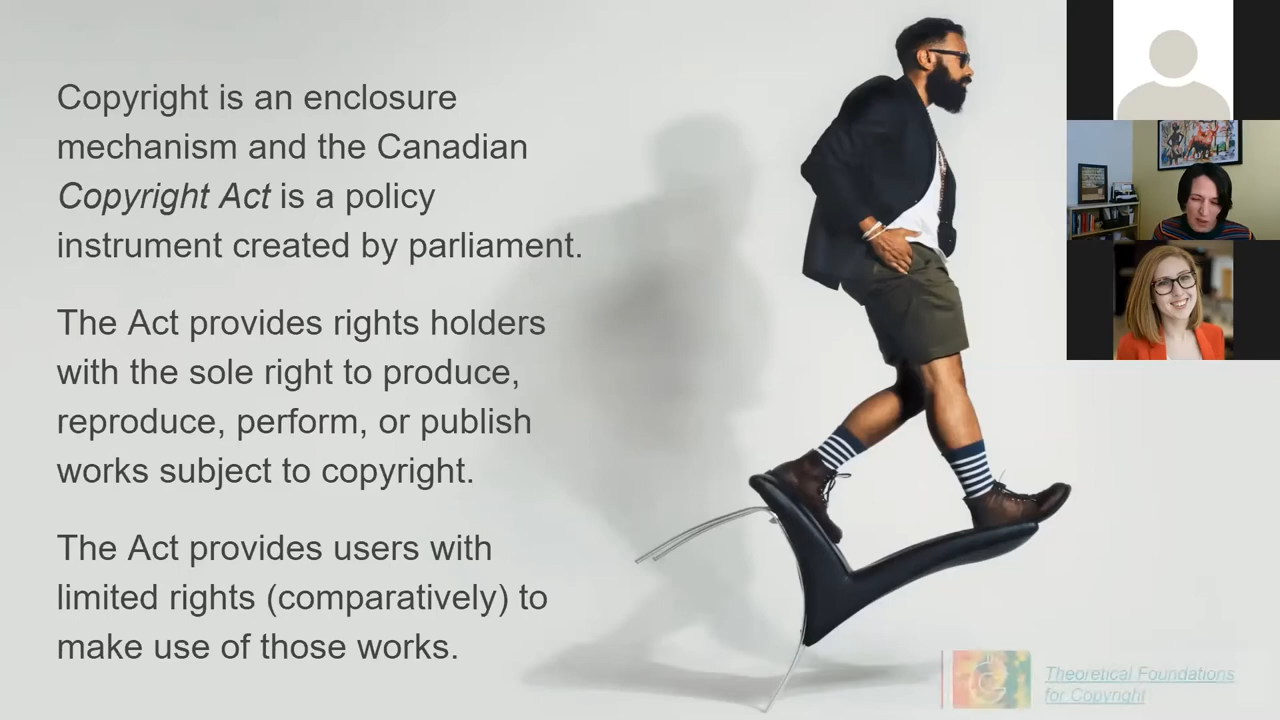 Copyright is an enclosure
mechanism and the Canadian
Copyright Act is a policy
instrument created by parliament.
The Act provides rights holders
with the sole right to produce,
reproduce, perform, or publish
works subject to copyright.
The Act provides users with
limited rights (comparatively) to
make use of those works.
Theoretical Foundations
for Copyright